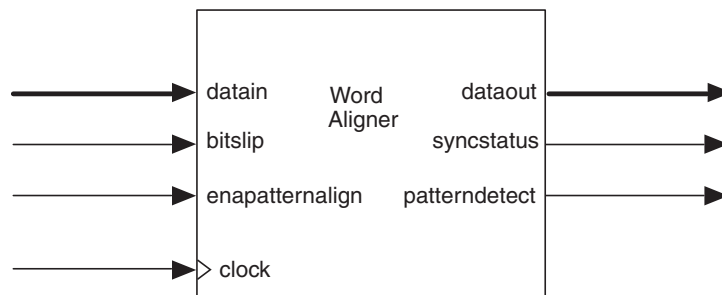 datain
Word
Aligner
dataout
bitslip
syncstatus
enapatternalign
patterndetect
clock